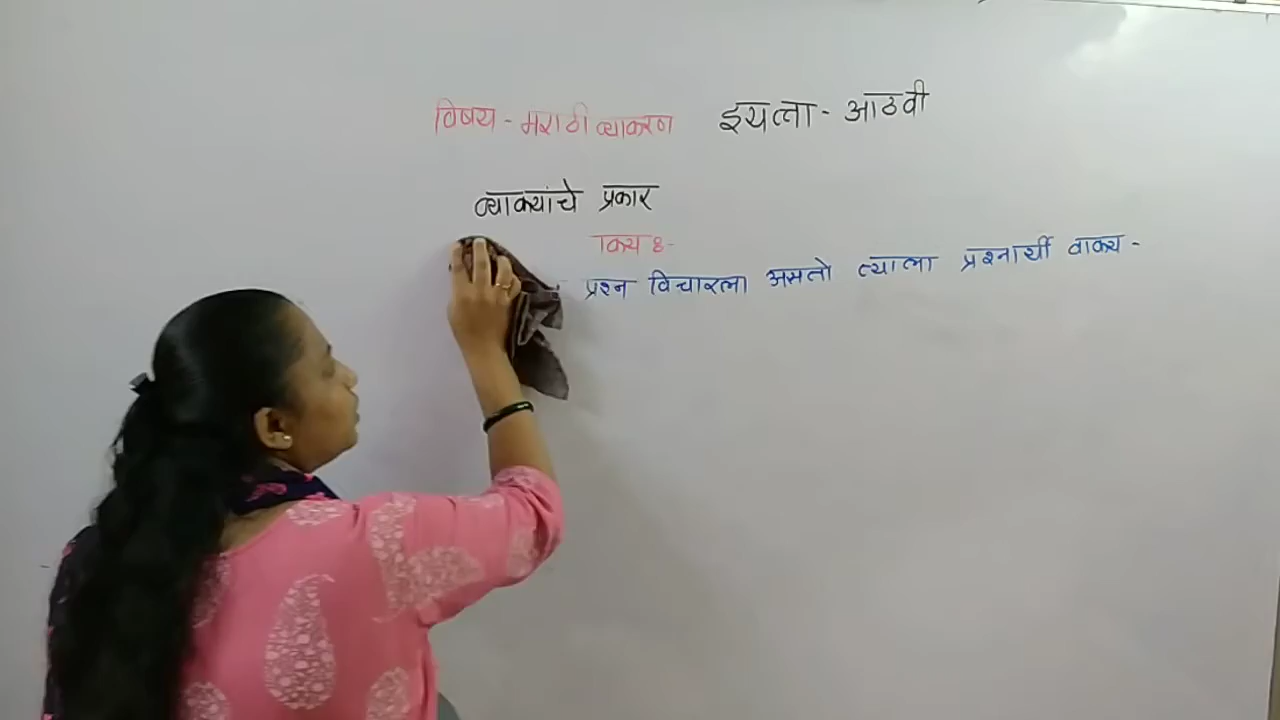 विषय - मराठी व्याकरण इयत्ता - आठवी
व्याक्यांचे प्रकार
प्रश्न विचारला असतो त्याला प्रश्नार्थी वाक्य -